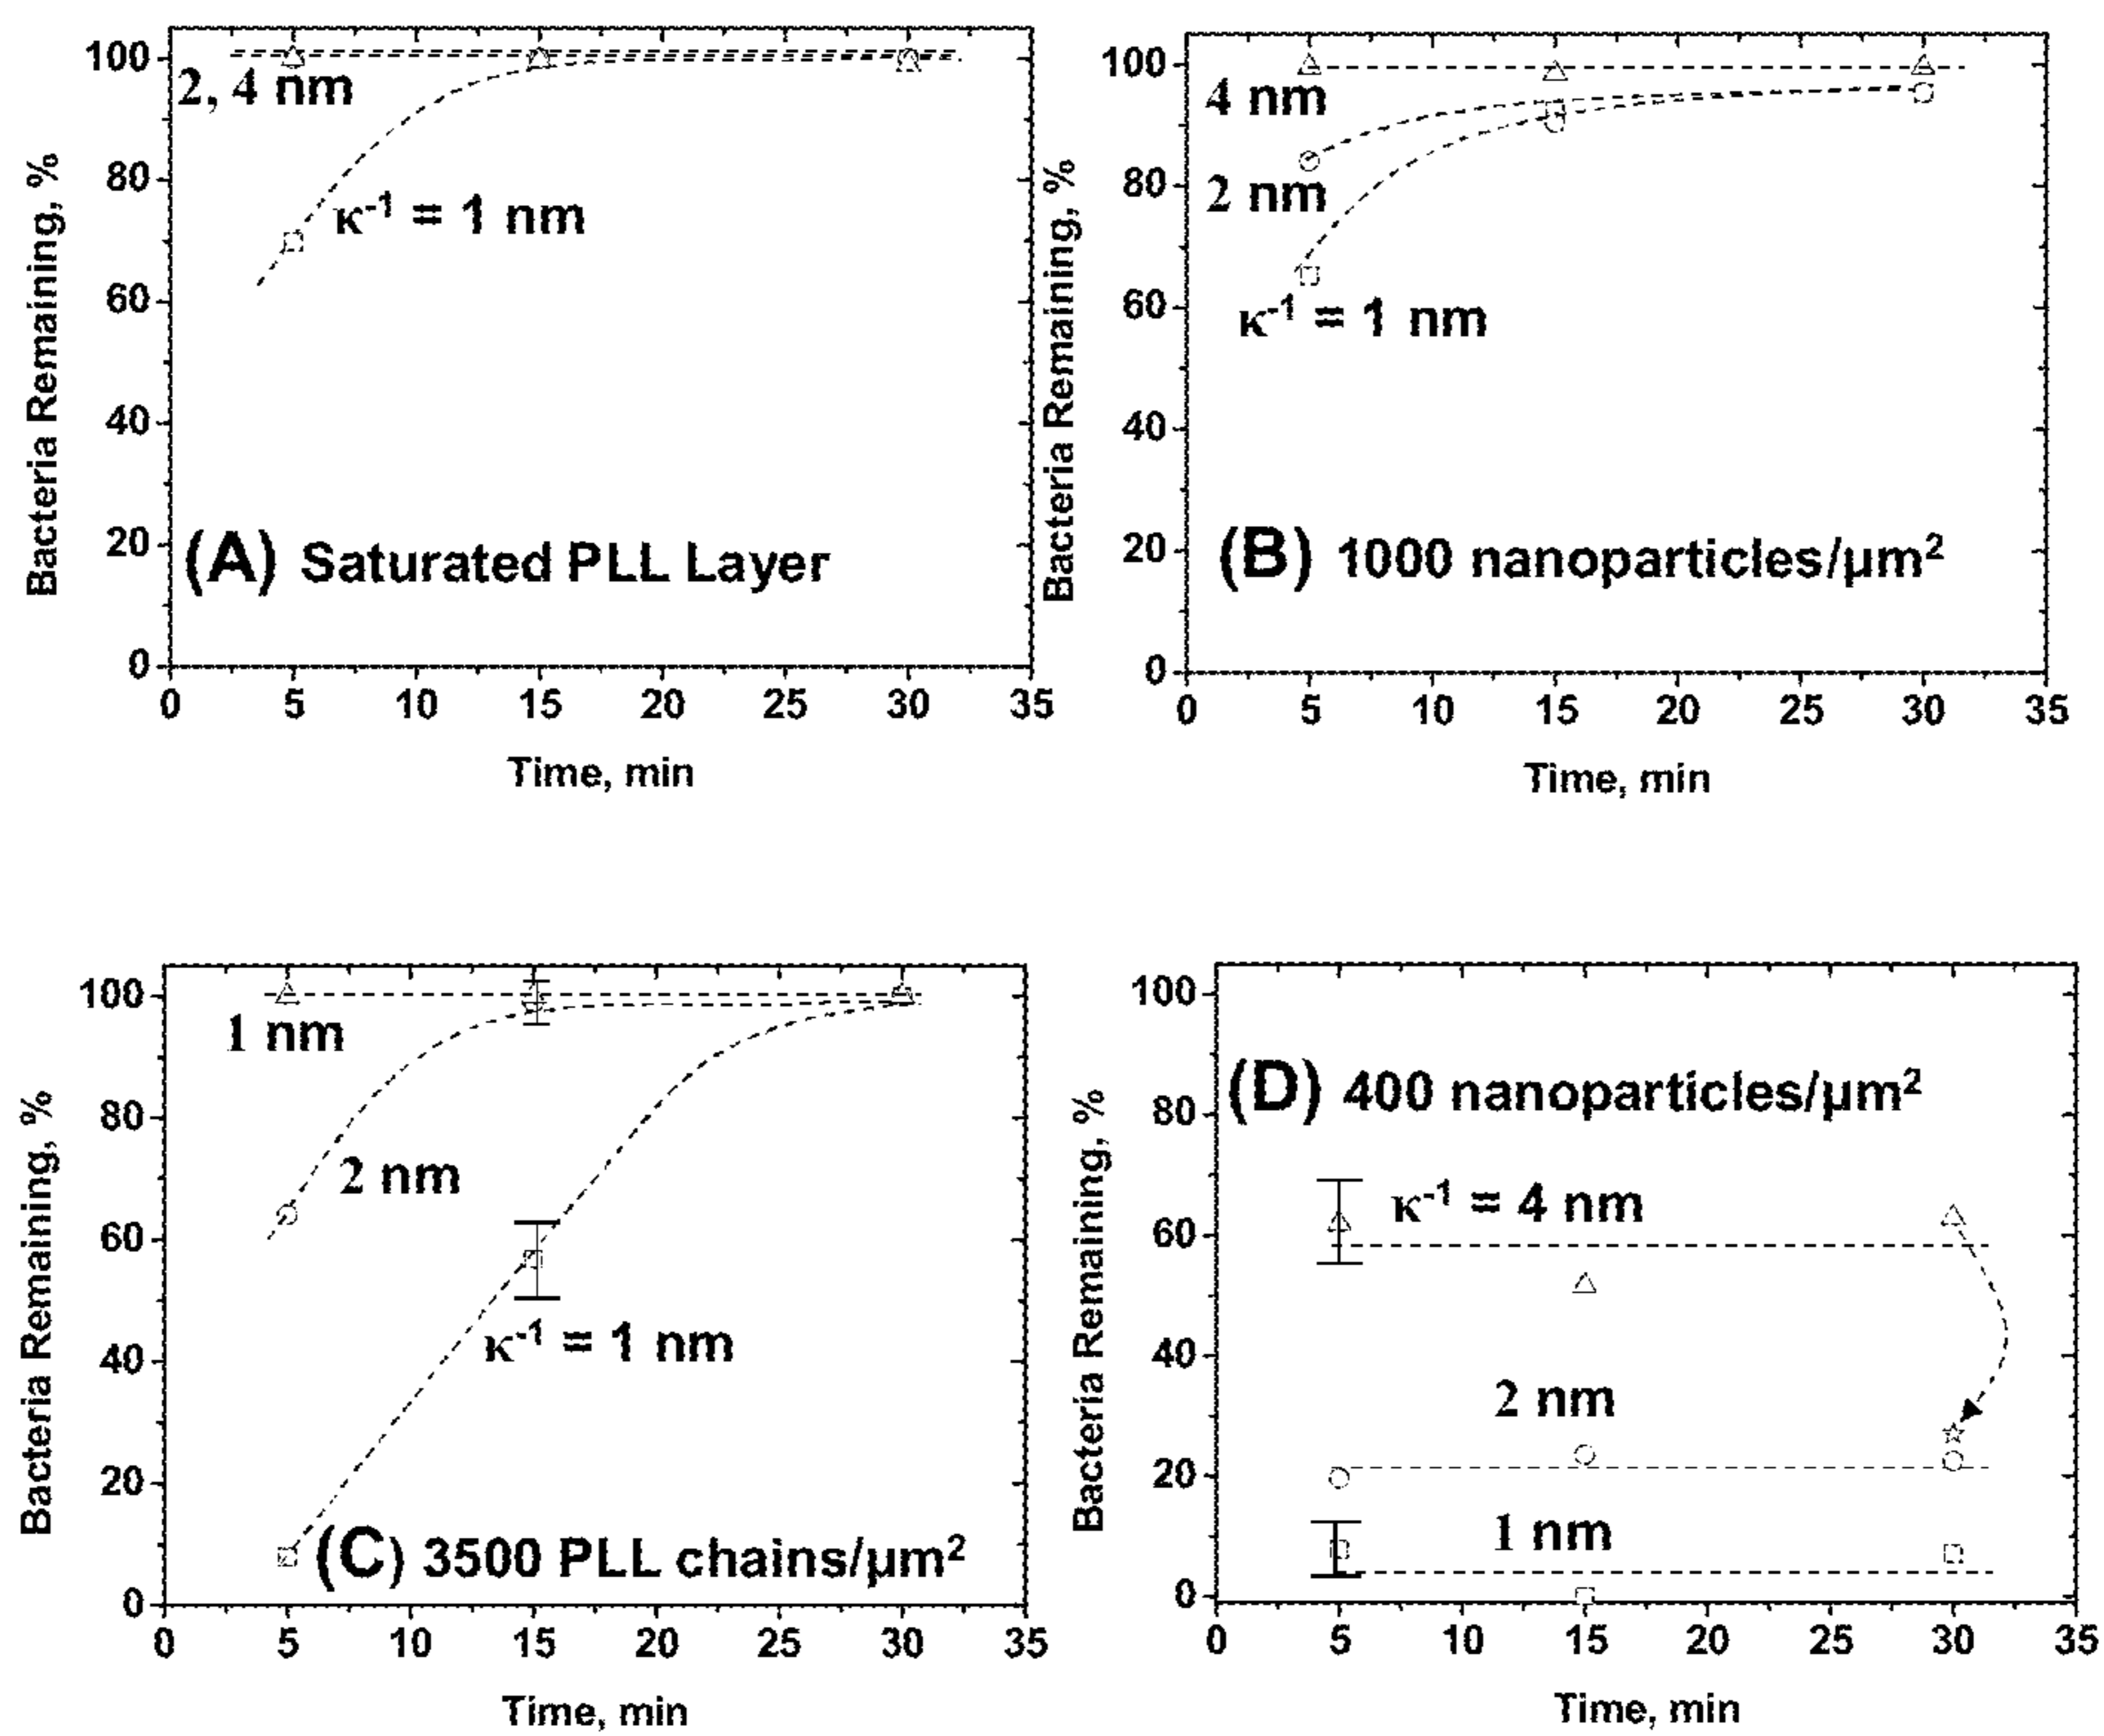 Bacteria Remaining, %
100
80
60
40
20
0
2, 4 nm
κ-1 = 1 nm
(A) Saturated PLL Layer
0 5 10 15 20 25 30 35
Time, min
Bacteria Remaining, %
100
80
60
40
20
0
4 nm
2 nm
κ-1 = 1 nm
(B) 1000 nanoparticles/µm2
0 5 10 15 20 25 30 35
Time, min
Bacteria Remaining, %
100
80
60
40
20
0
1 nm
2 nm
κ-1 = 1 nm
(C) 3500 PLL chains/µm2
0 5 10 15 20 25 30 35
Time, min
Bacteria Remaining, %
100
80
60
40
20
0
(D) 400 nanoparticles/µm2
κ-1 = 4 nm
2 nm
1 nm
0 5 10 15 20 25 30 35
Time, min